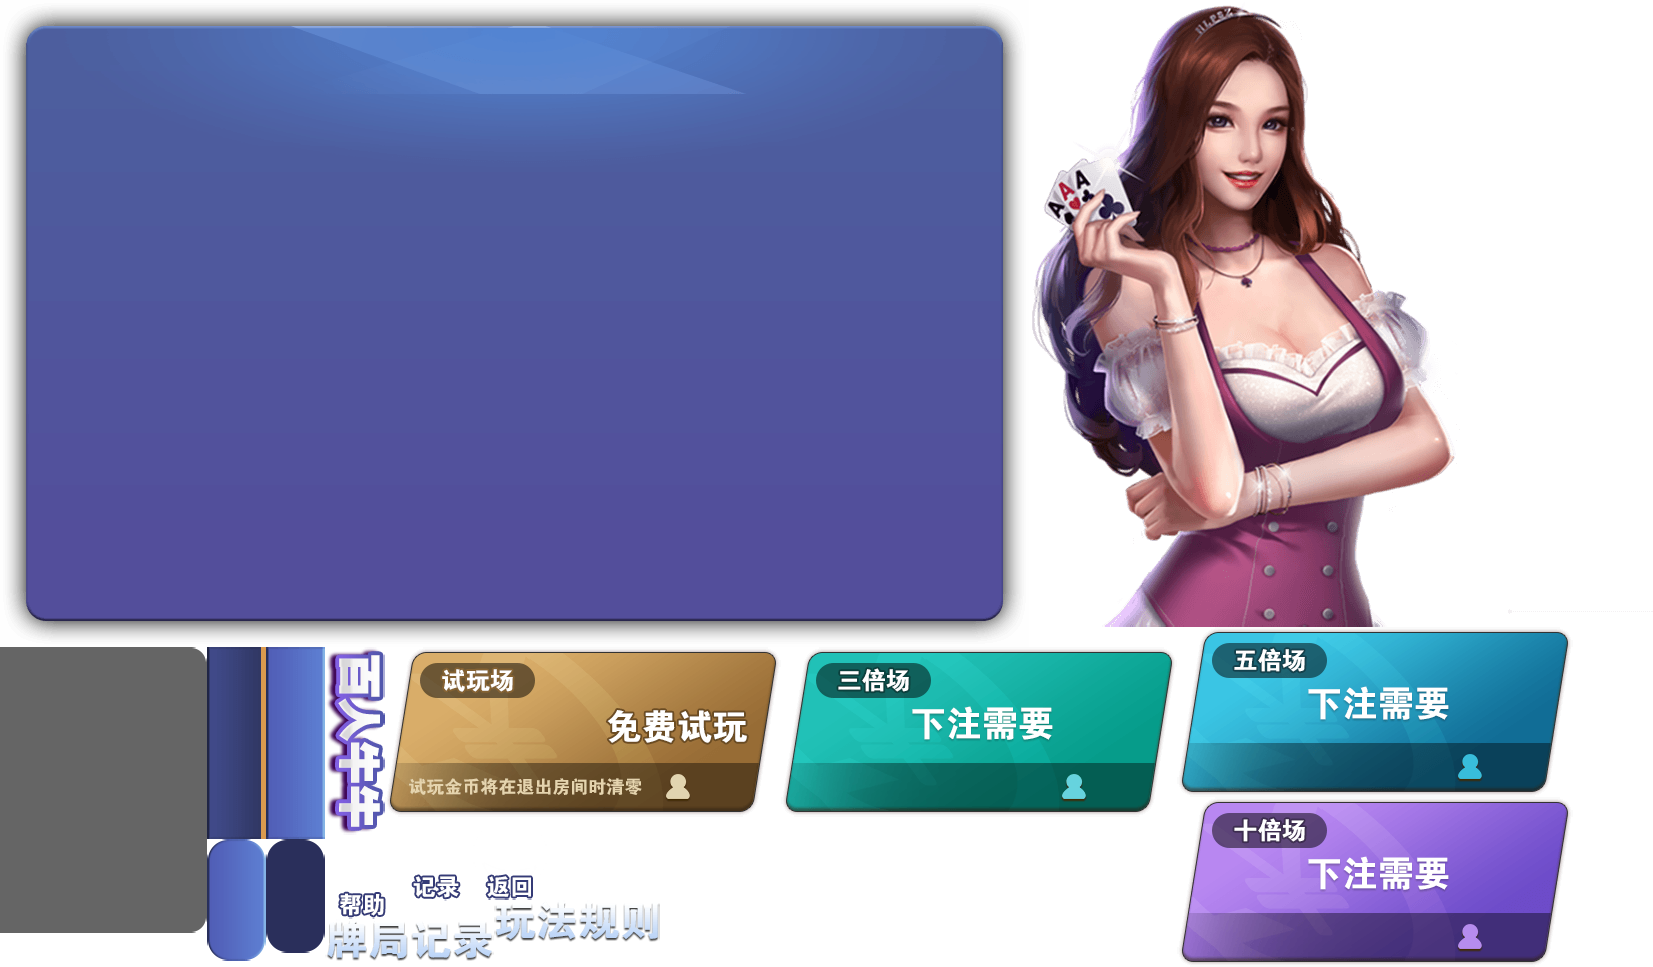 A A A
试玩场
免费试玩
试玩金币将在退出房间时清零
三倍场
下注需要
五倍场
下注需要
十倍场
下注需要
百人牛牛
帮助
记录
返回
牌局记录
玩法规则